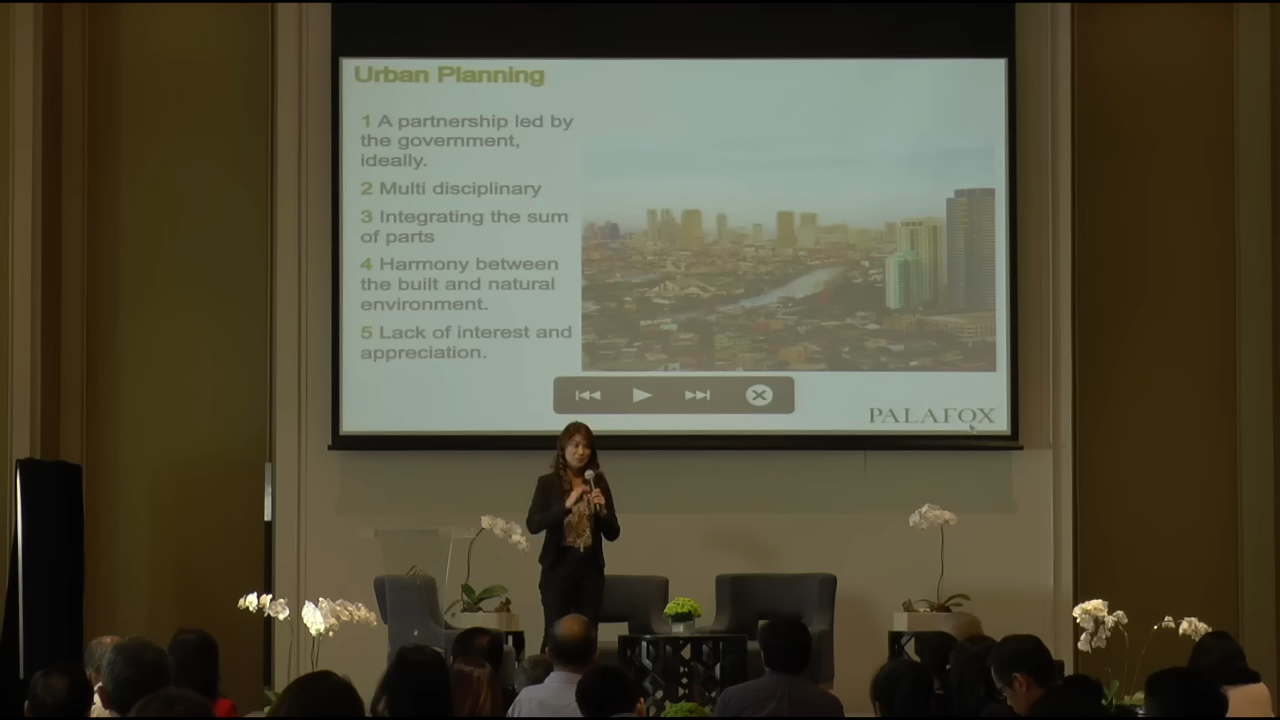 Urban Planning
1 A partnership led by
the government,
ideally.
2 Multi disciplinary
3 Integrating the sum
of parts
4 Harmony between
the built and natural
environment.
5 Lack of interest and
appreciation.
PALAFOX